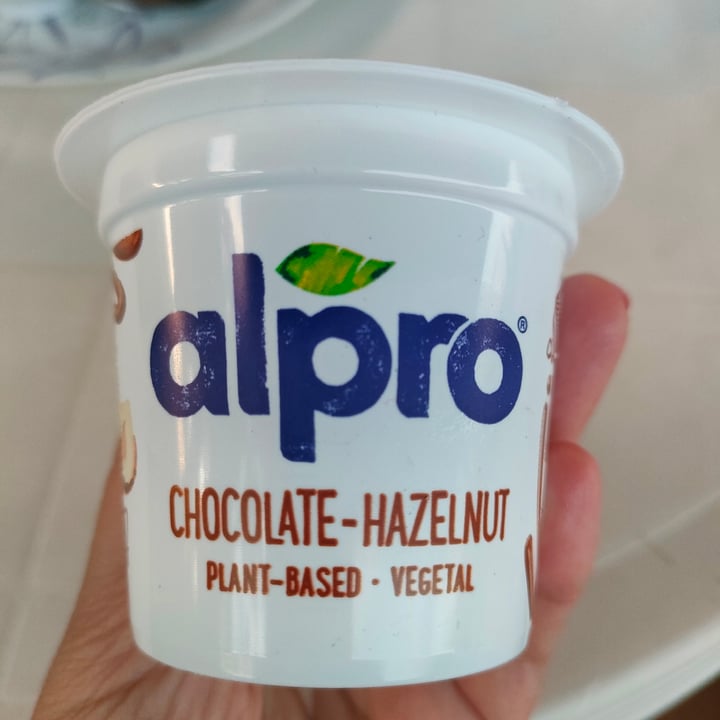 alpro®
CHOCOLATE-HAZELNUT
PLANT-BASED · VEGETAL